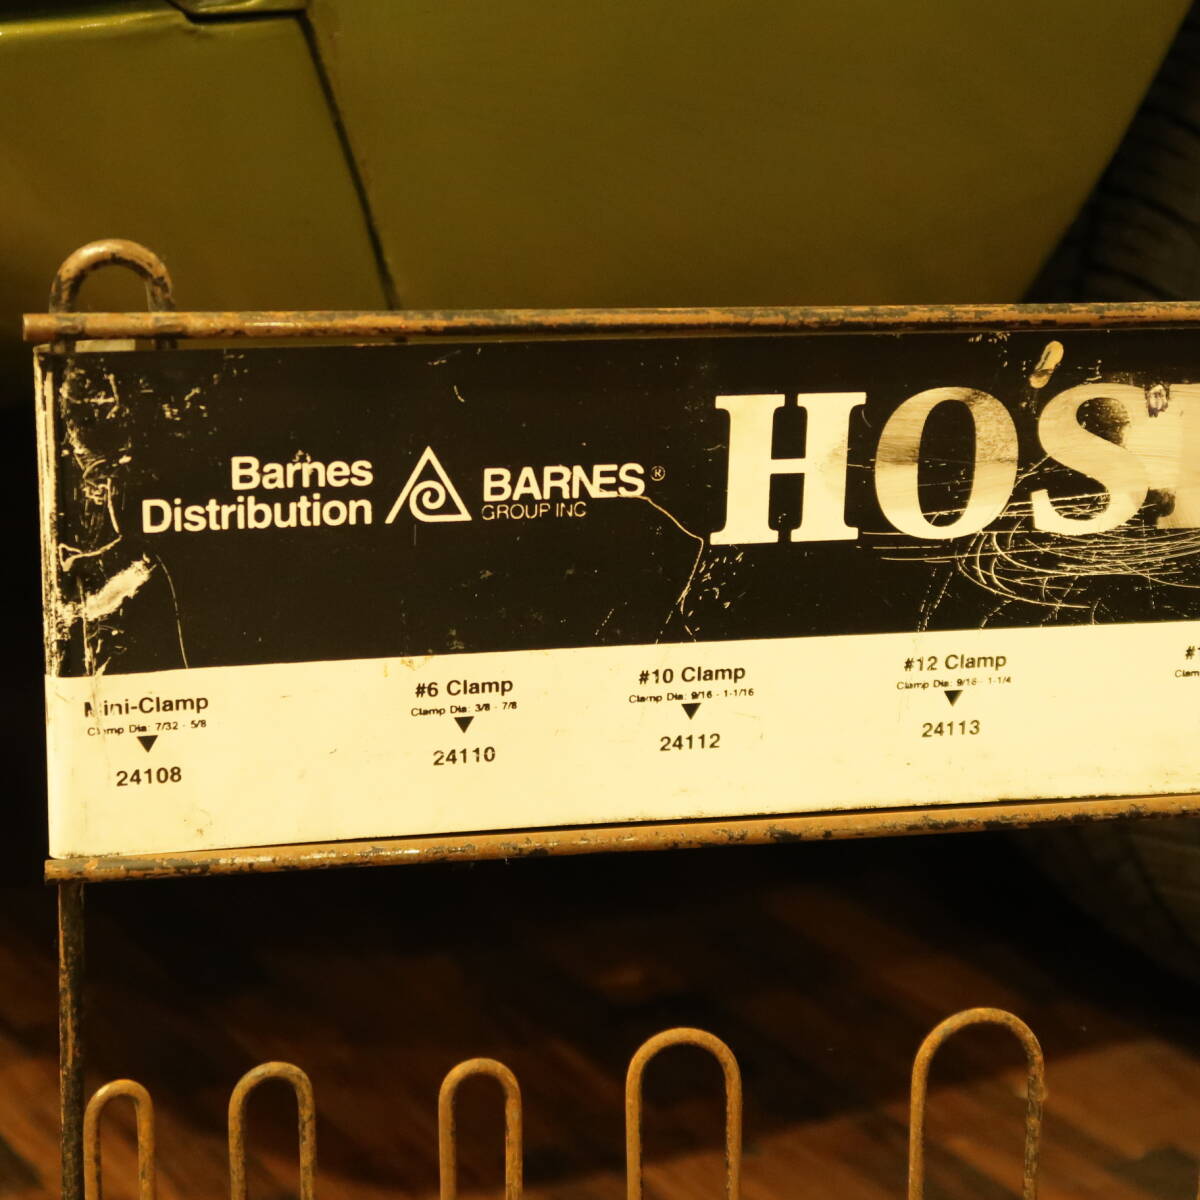 Barnes
Distribution
BARNES®
GROUP INC
HOS
Mini-Clamp
Clamp Dia: 7/32 - 5/8
24108
#6 Clamp
Clamp Dia: 3/8 - 7/8
24110
#10 Clamp
Clamp Dia: 9/16 - 1-1/16
24112
#12 Clamp
Clamp Dia: 9/16 - 1-1/4
24113